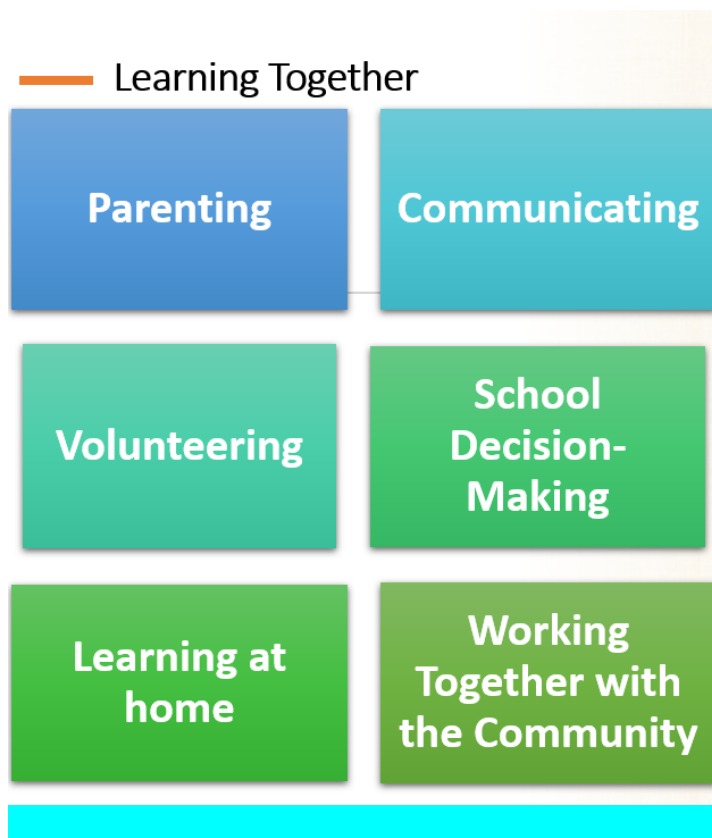 Learning Together
Parenting
Communicating
Volunteering
School
Decision-
Making
Learning at
home
Working
Together with
the Community